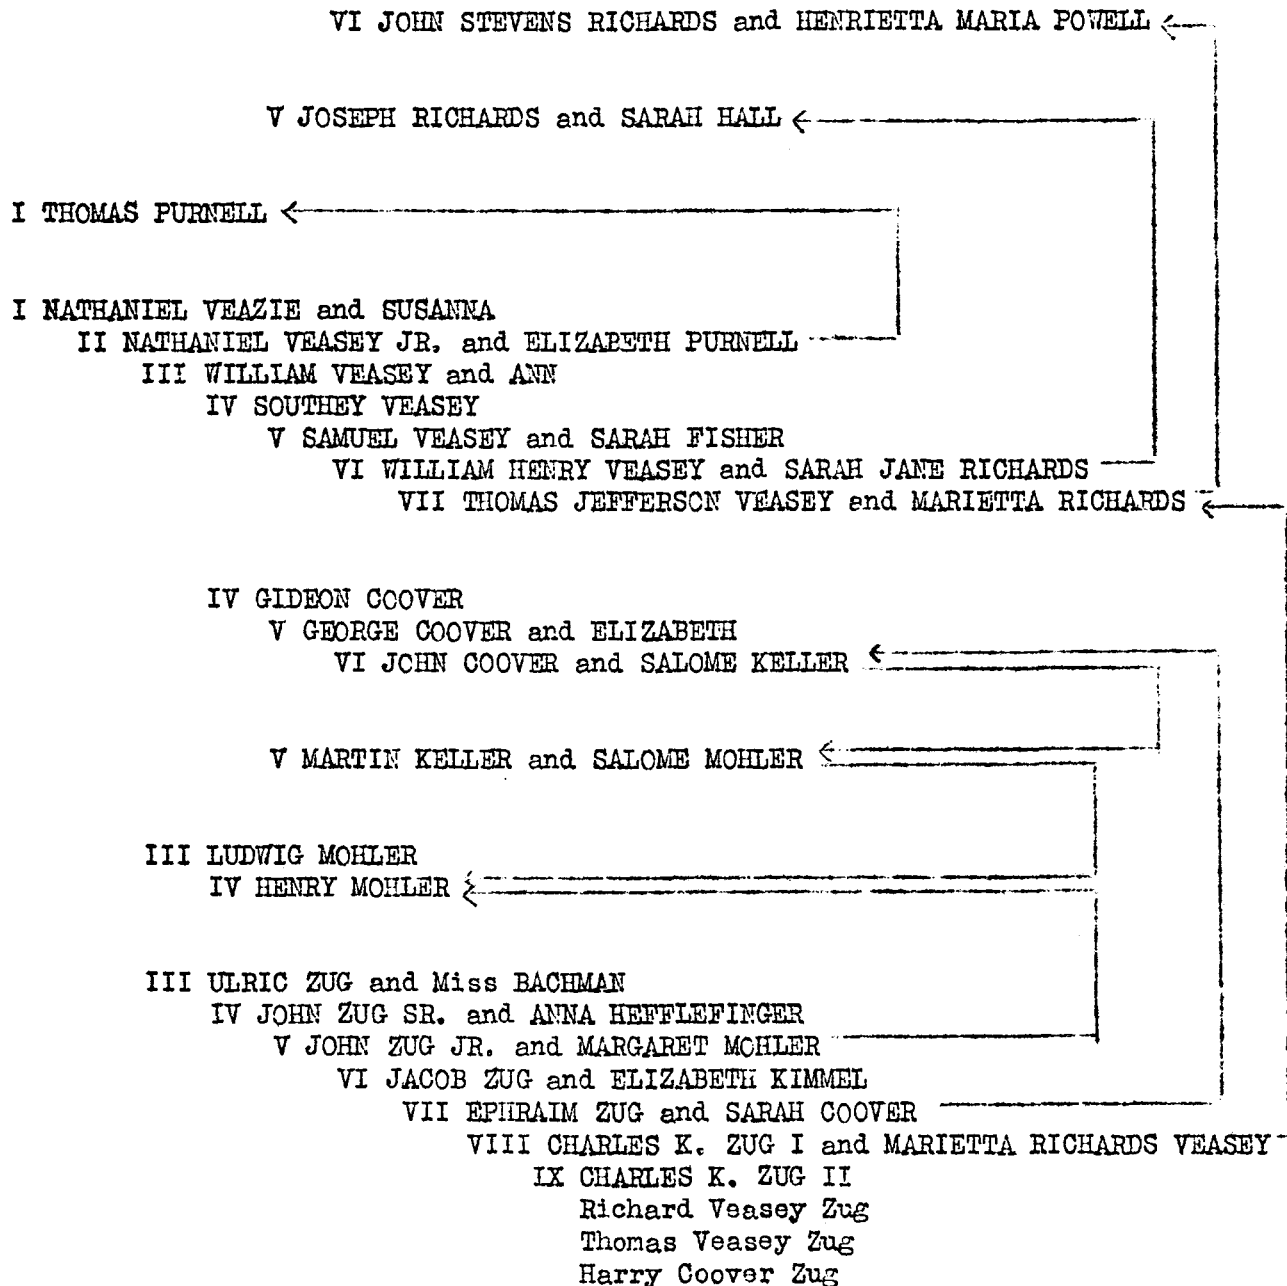 VI JOHN STEVENS RICHARDS and HENRIETTA MARIA POWELL
V JOSEPH RICHARDS and SARAH HALL
I THOMAS PURNELL
I NATHANIEL VEAZIE and SUSANNA
II NATHANIEL VEASEY JR. and ELIZABETH PURNELL
III WILLIAM VEASEY and ANN
IV SOUTHEY VEASEY
V SAMUEL VEASEY and SARAH FISHER
VI WILLIAM HENRY VEASEY and SARAH JANE RICHARDS
VII THOMAS JEFFERSON VEASEY and MARIETTA RICHARDS
IV GIDEON COOVER
V GEORGE COOVER and ELIZABETH
VI JOHN COOVER and SALOME KELLER
V MARTIN KELLER and SALOME MOHLER
III LUDWIG MOHLER
IV HENRY MOHLER
III ULRIC ZUG and Miss BACHMAN
IV JOHN ZUG SR. and ANNA HEFFLEFINGER
V JOHN ZUG JR. and MARGARET MOHLER
VI JACOB ZUG and ELIZABETH KIMMEL
VII EPHRAIM ZUG and SARAH COOVER
VIII CHARLES K. ZUG I and MARIETTA RICHARDS VEASEY
IX CHARLES K. ZUG II
Richard Veasey Zug
Thomas Veasey Zug
Harry Coover Zug